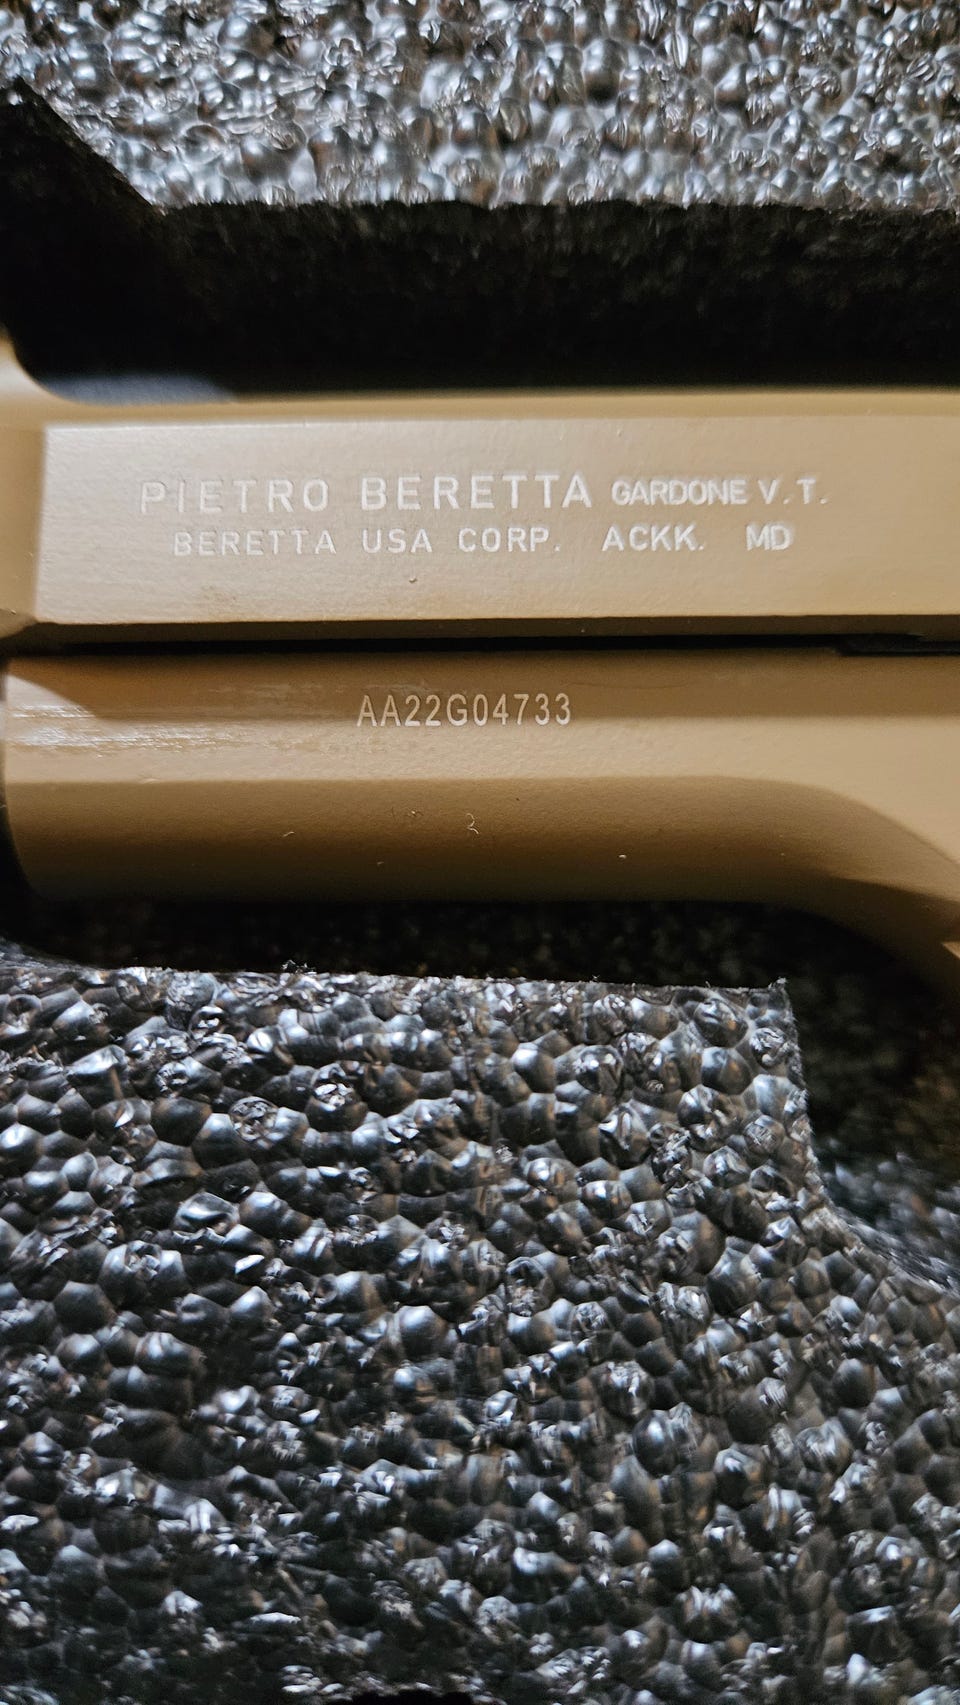 PIETRO BERETTA GARDONE V.T.
BERETTA USA CORP. ACKK. MD
AA22G04733